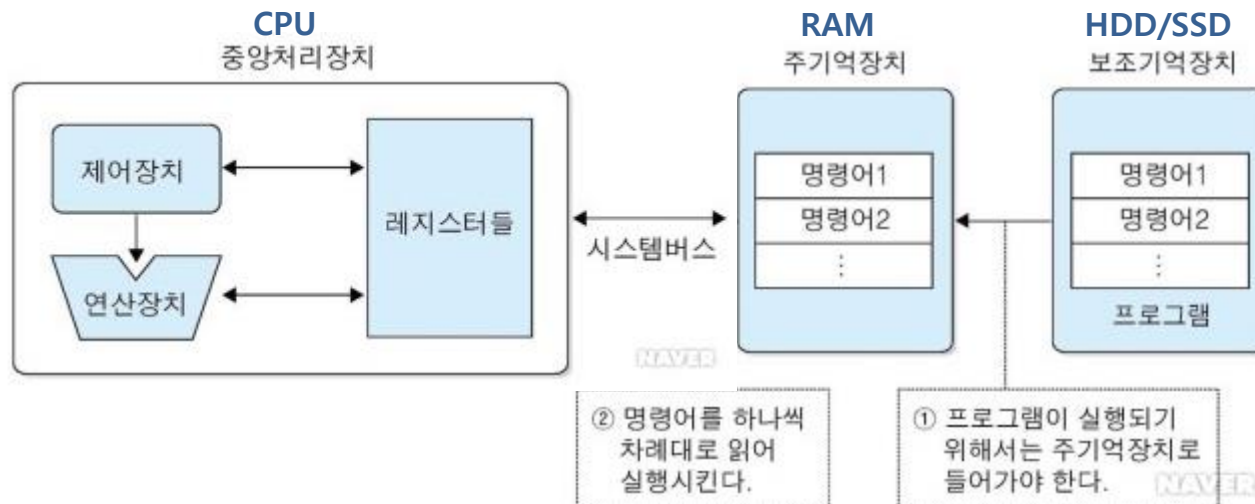 CPU
중앙처리장치
제어장치
연산장치
레지스터들
시스템버스
RAM
주기억장치
명령어1
명령어2
⋮
HDD/SSD
보조기억장치
명령어1
명령어2
⋮
프로그램
NAVER
② 명령어를 하나씩
차례대로 읽어
실행시킨다.
① 프로그램이 실행되기
위해서는 주기억장치로
들어가야 한다.
NAVER